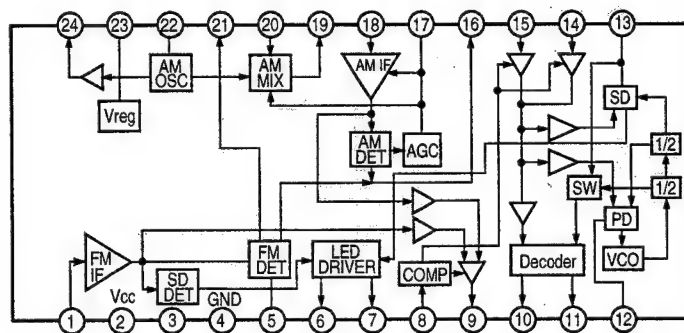 24 23 22 21 20 19 18 17 16 15 14 13
AM OSC
AM MIX
AM IF
Vreg
SD
AM DET
AGC
1/2
1/2
SW
PD
FM IF
FM DET
LED DRIVER
SD DET
COMP
Decoder
VCO
Vcc
GND
1 2 3 4 5 6 7 8 9 10 11 12